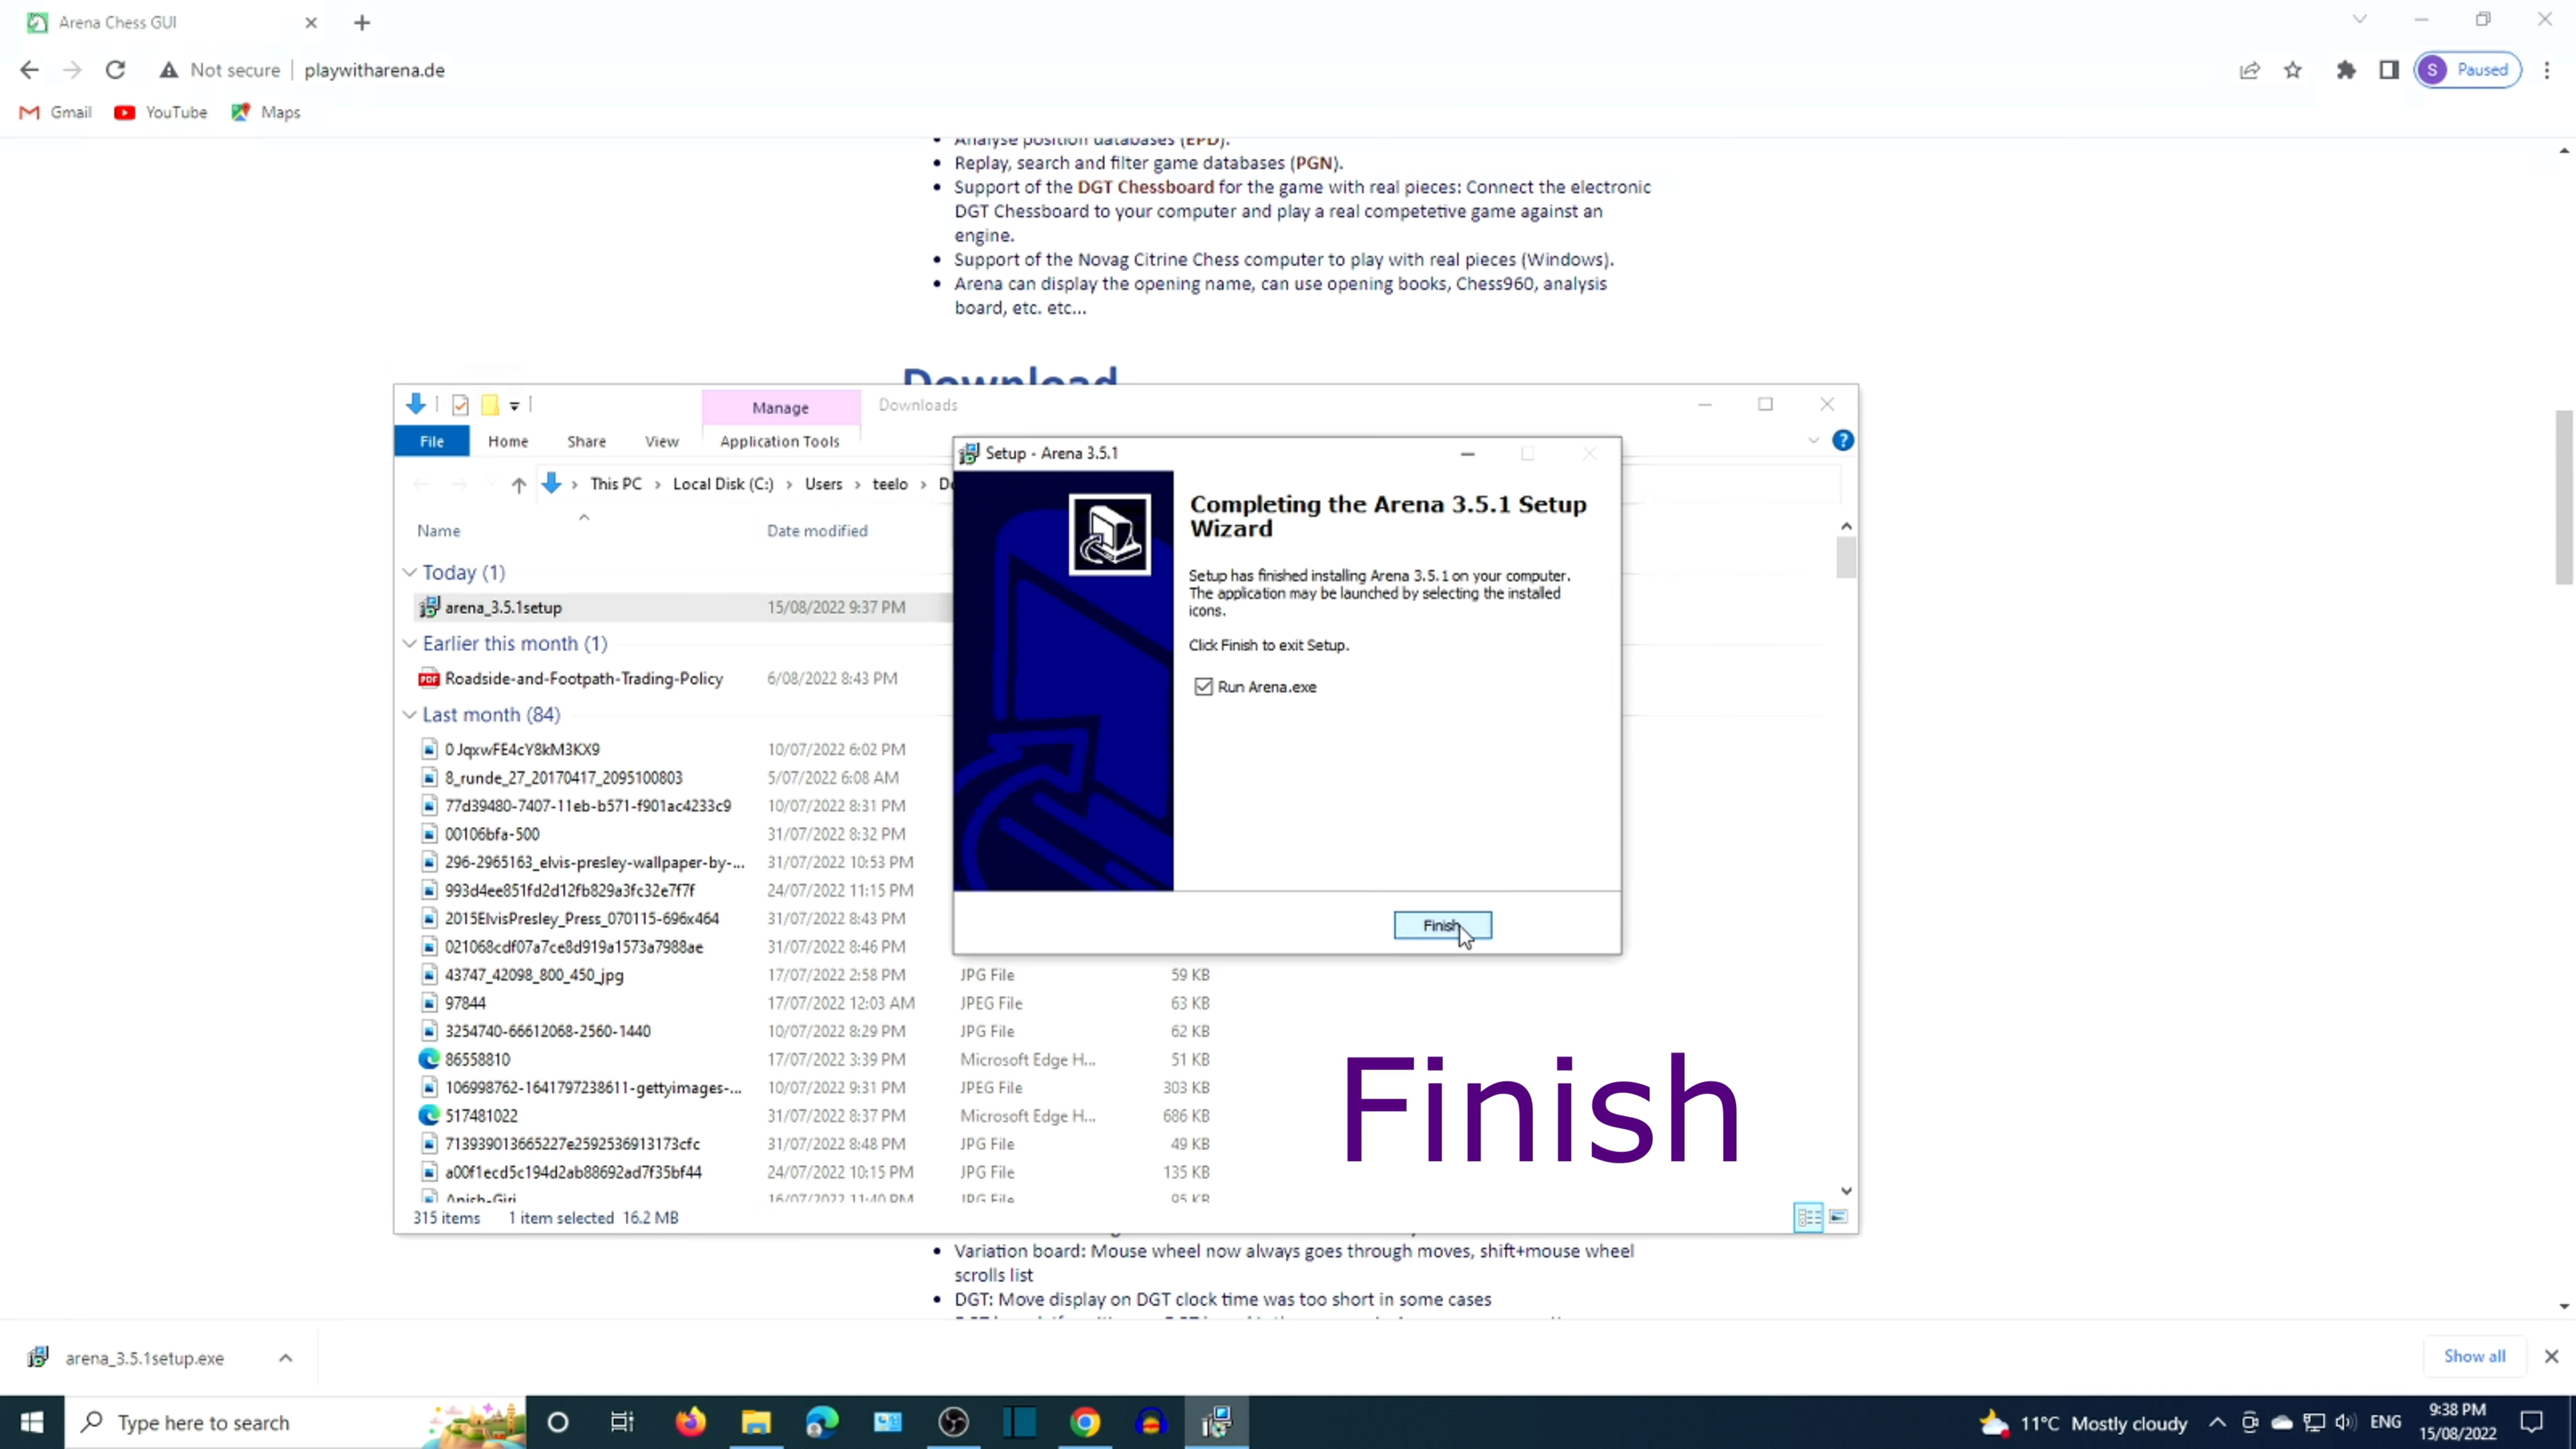 Arena Chess GUI
Not secure playwitharena.de
Paused
Gmail YouTube Maps
Analyse position databases (EPD).
Replay, search and filter game databases (PGN).
Support of the DGT Chessboard for the game with real pieces: Connect the electronic
DGT Chessboard to your computer and play a real competetive game against an
engine.
Support of the Novag Citrine Chess computer to play with real pieces (Windows).
Arena can display the opening name, can use opening books, Chess960, analysis
board, etc. etc...
Download
Manage Downloads
File Home Share View Application Tools
This PC Local Disk (C:) Users teelo
Name Date modified
Today (1)
arena_3.5.1setup 15/08/2022 9:37 PM
Earlier this month (1)
Roadside-and-Footpath-Trading-Policy 6/08/2022 8:43 PM
Last month (84)
0JqxwFE4cY8kM3KX9 10/07/2022 6:02 PM
8_runde_27_20170417_2095100803 5/07/2022 6:08 AM
77d39480-7407-11eb-b571-f901ac4233c9 10/07/2022 8:31 PM
00106bfa-500 31/07/2022 8:32 PM
296-2965163_elvis-presley-wallpaper-by-... 31/07/2022 10:53 PM
993d4ee851fd2d12fb829a3fc32e7f7f 24/07/2022 11:15 PM
2015ElvisPresley_Press_070115-696x464 31/07/2022 8:43 PM
021068cdf07a7ce8d919a1573a7988ae 31/07/2022 8:46 PM
43747_42098_800_450_jpg 17/07/2022 2:58 PM JPG File 59 KB
97844 17/07/2022 12:03 AM JPEG File 63 KB
3254740-66612068-2560-1440 10/07/2022 8:29 PM JPG File 62 KB
86558810 17/07/2022 3:39 PM Microsoft Edge H... 51 KB
106998762-1641797238611-gettyimages-... 10/07/2022 9:31 PM JPEG File 303 KB
517481022 31/07/2022 8:37 PM Microsoft Edge H... 686 KB
713939013665227e2592536913173cfc 31/07/2022 8:48 PM JPG File 49 KB
a00f1ecd5c194d2ab88692ad7f35bf44 24/07/2022 10:15 PM JPG File 135 KB
Anish-Giri 16/07/2022 11:40 PM JPG File 95 KB
315 items 1 item selected 16.2 MB
Setup - Arena 3.5.1
Completing the Arena 3.5.1 Setup
Wizard
Setup has finished installing Arena 3.5.1 on your computer.
The application may be launched by selecting the installed
icons.
Click Finish to exit Setup.
Run Arena.exe
Finish
Finish
Variation board: Mouse wheel now always goes through moves, shift+mouse wheel
scrolls list
DGT: Move display on DGT clock time was too short in some cases
arena_3.5.1setup.exe
Show all
Type here to search
11°C Mostly cloudy
ENG
9:38 PM
15/08/2022